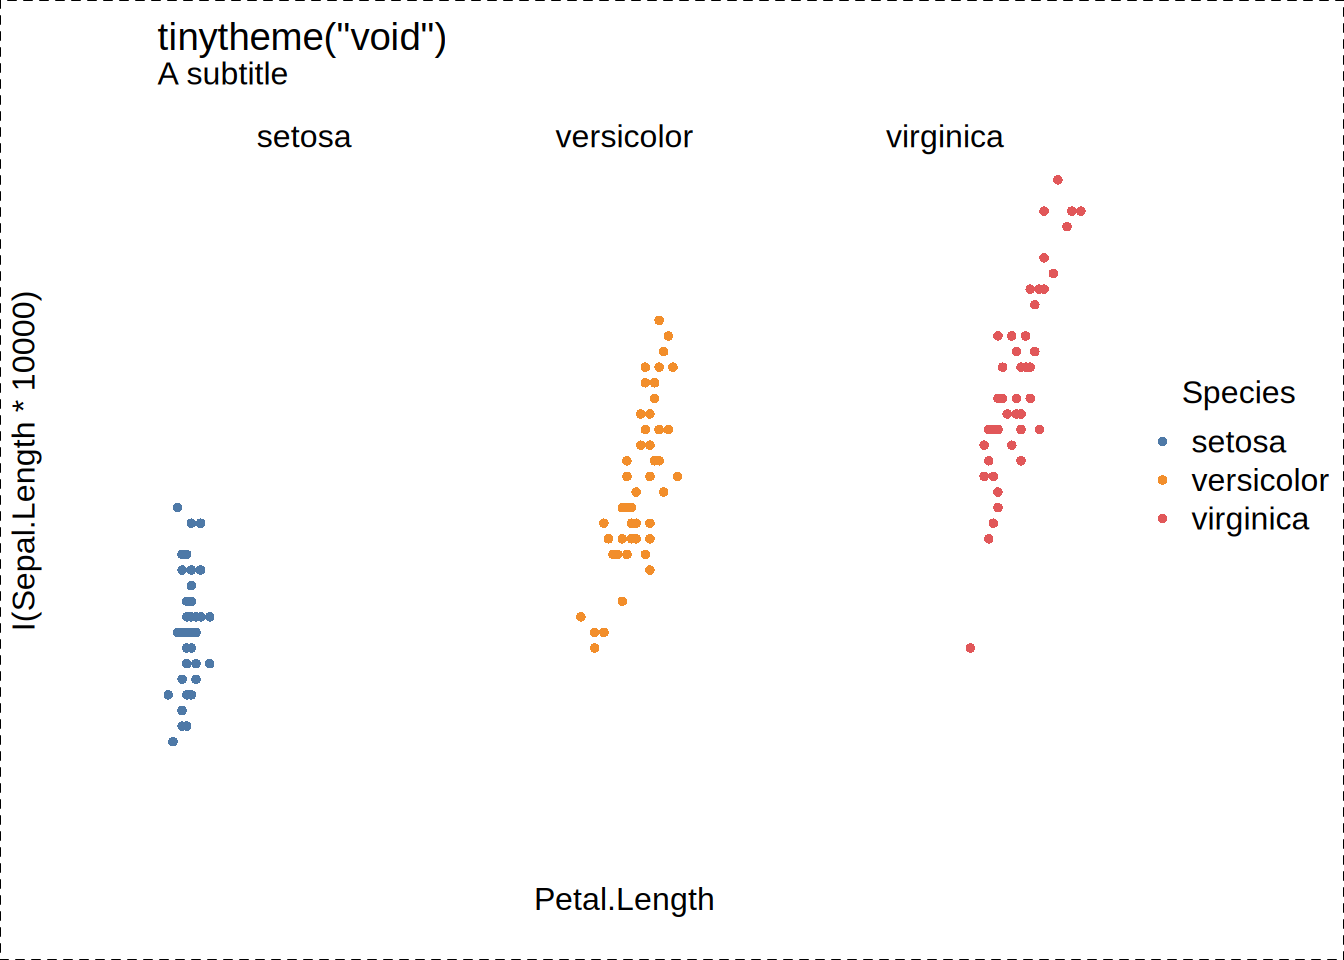 tinytheme("void")
A subtitle
setosa
versicolor
virginica
I(Sepal.Length * 10000)
Species
setosa
versicolor
virginica
Petal.Length